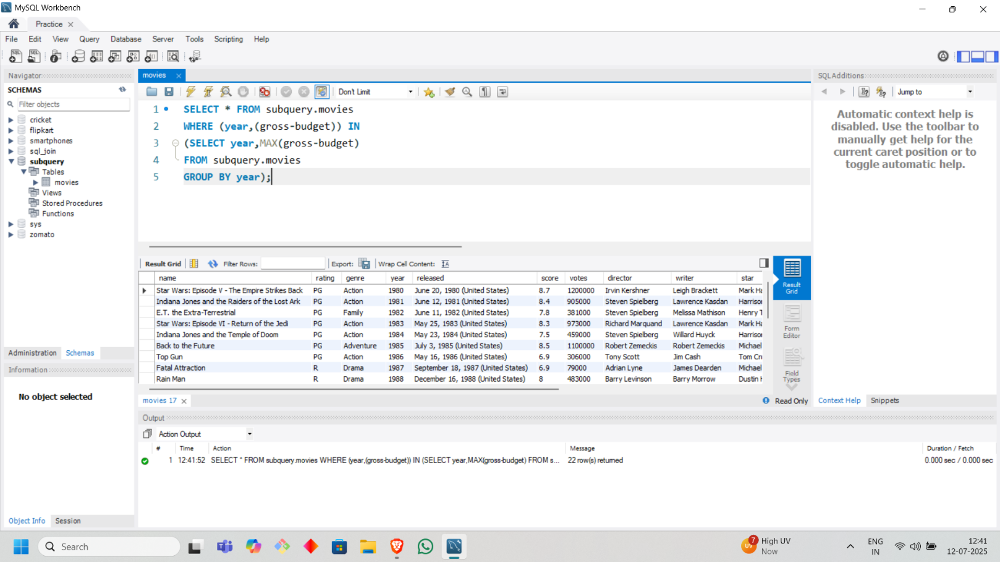 MySQL Workbench
Practice
File Edit View Query Database Server Tools Scripting Help
Navigator
SCHEMAS
Filter objects
cricket
flipkart
smartphones
sql_join
subquery
Tables
movies
Views
Stored Procedures
Functions
sys
zomato
Administration Schemas
Information
No object selected
Object Info Session
movies
Don't Limit
1 SELECT * FROM subquery.movies
2 WHERE (year,(gross-budget)) IN
3 (SELECT year,MAX(gross-budget)
4 FROM subquery.movies
5 GROUP BY year);
Result Grid Filter Rows: Export: Wrap Cell Content:
name rating genre year released score votes director writer star
Star Wars: Episode V - The Empire Strikes Back PG Action 1980 June 20, 1980 (United States) 8.7 1200000 Irvin Kershner Leigh Brackett Mark Ha
Indiana Jones and the Raiders of the Lost Ark PG Action 1981 June 12, 1981 (United States) 8.4 905000 Steven Spielberg Lawrence Kasdan Harrisor
E.T. the Extra-Terrestrial PG Family 1982 June 11, 1982 (United States) 7.8 381000 Steven Spielberg Melissa Mathison Henry T
Star Wars: Episode VI - Return of the Jedi PG Action 1983 May 25, 1983 (United States) 8.3 973000 Richard Marquand Lawrence Kasdan Mark Ha
Indiana Jones and the Temple of Doom PG Action 1984 May 23, 1984 (United States) 7.5 459000 Steven Spielberg Willard Huyck Harrisor
Back to the Future PG Adventure 1985 July 3, 1985 (United States) 8.5 1100000 Robert Zemeckis Robert Zemeckis Michael
Top Gun PG Action 1986 May 16, 1986 (United States) 6.9 306000 Tony Scott Jim Cash Tom Cru
Fatal Attraction R Drama 1987 September 18, 1987 (United States) 6.9 79000 Adrian Lyne James Dearden Michael
Rain Man R Drama 1988 December 16, 1988 (United States) 8 483000 Barry Levinson Barry Morrow Dustin H
Result
Grid
Form
Editor
Field
Types
movies 17
Read Only
Output
Action Output
# Time Action Message Duration / Fetch
1 12:41:52 SELECT * FROM subquery.movies WHERE (year,(gross-budget)) IN (SELECT year,MAX(gross-budget) FROM s... 22 row(s) returned 0.000 sec / 0.000 sec
SQLAdditions
Jump to
Automatic context help is
disabled. Use the toolbar to
manually get help for the
current caret position or to
toggle automatic help.
Context Help Snippets
Search
7
UV
High UV
Now
ENG
IN
12:41
12-07-2025